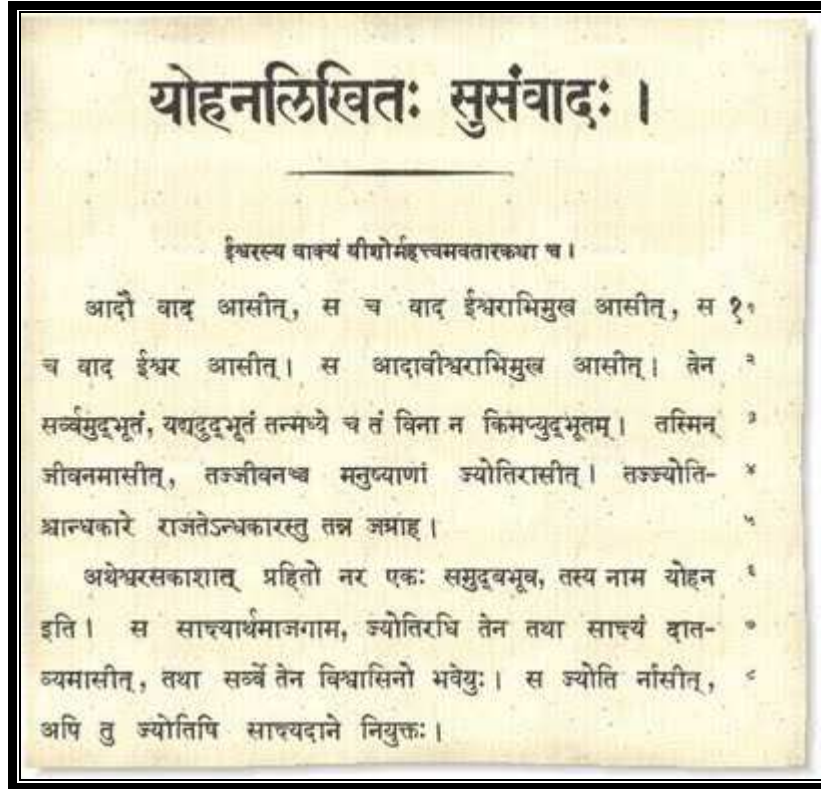 योहनलिखितः सुसंवादः ।
ईश्वरस्य वाक्यं यीशोर्महत्त्वमवतारकथा च ।
आदौ वाद आसीत्, स च वाद ईश्वराभिमुख आसीत्, स १ १
च वाद ईश्वर आसीत् । स आदावीश्वराभिमुख आसीत् । तेन २
सर्व्वमुद्भूतं, यद्यदुद्भूतं तन्मध्ये च तं विना न किमप्युद्भूतम् । तस्मिन् ३
जीवनमासीत्, तज्जीवनञ्च मनुष्याणां ज्योतिरासीत् । तज्ज्योति- ४
श्चान्धकारे राजतेऽन्धकारस्तु तन्न जग्राह । ५
अथेश्वरसकाशात् प्रहितो नर एकः समुद्बभूव, तस्य नाम योहन ६
इति । स साक्ष्यार्थमाजगाम, ज्योतिरधि तेन तथा साक्ष्यं दात- ७
व्यमासीत्, तथा सर्व्वे तेन विश्वासिनो भवेयुः । स ज्योति र्नासीत्, ८
अपि तु ज्योतिषि साक्ष्यदाने नियुक्तः ।